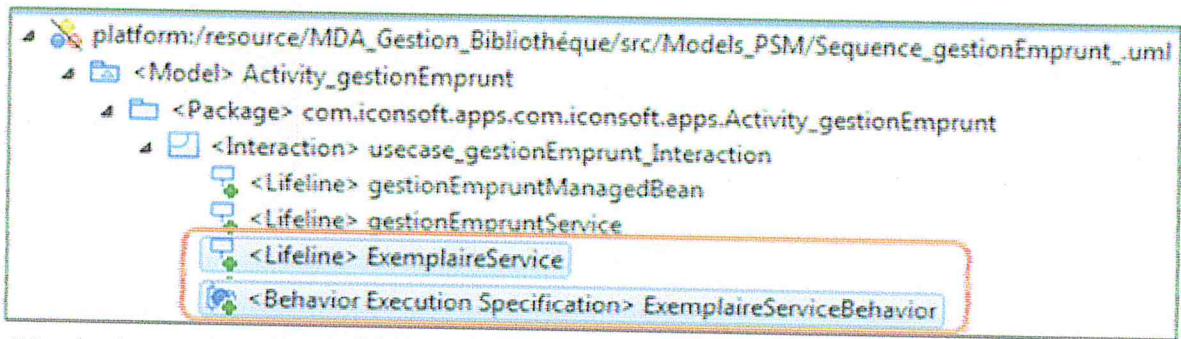 platform:/resource/MDA_Gestion_Bibliothéque/src/Models_PSM/Sequence_gestionEmprunt_.uml
<Model> Activity_gestionEmprunt
<Package> com.iconsoft.apps.com.iconsoft.apps.Activity_gestionEmprunt
<Interaction> usecase_gestionEmprunt_Interaction
<Lifeline> gestionEmpruntManagedBean
<Lifeline> gestionEmpruntService
<Lifeline> ExemplaireService
<Behavior Execution Specification> ExemplaireServiceBehavior